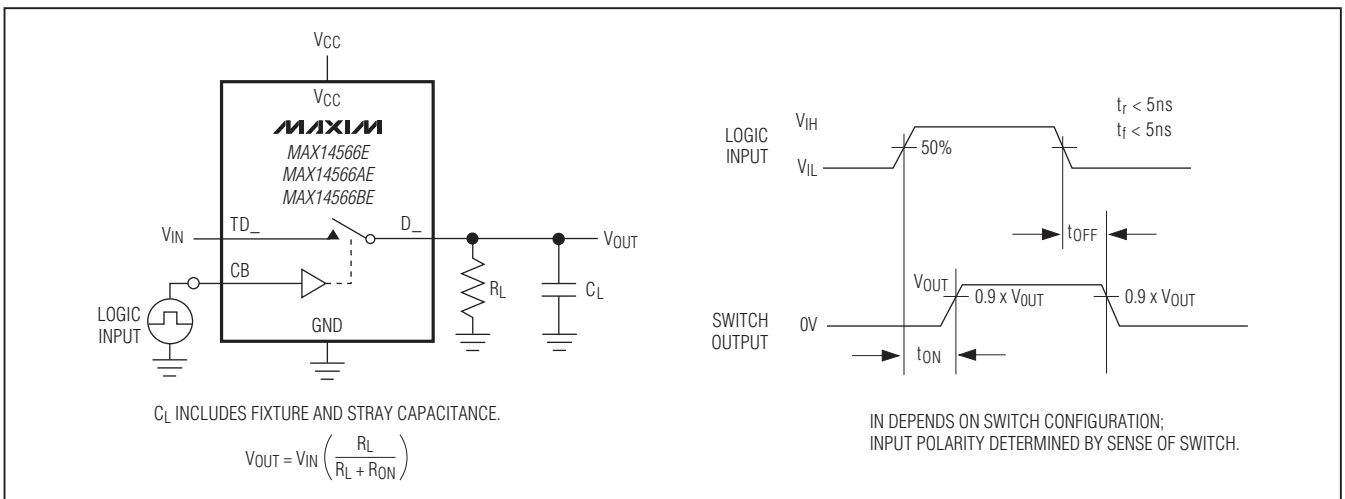 VCC
VCC
MAXIM
MAX14566E
MAX14566AE
MAX14566BE
VIN
TD_
D_
VOUT
CB
LOGIC
INPUT
GND
RL
CL
CL INCLUDES FIXTURE AND STRAY CAPACITANCE.
VOUT = VIN ( RL / RL + RON )
LOGIC
INPUT
VIH
VIL
50%
tr < 5ns
tf < 5ns
tOFF
VOUT
0.9 x VOUT
0.9 x VOUT
SWITCH
OUTPUT
0V
tON
IN DEPENDS ON SWITCH CONFIGURATION;
INPUT POLARITY DETERMINED BY SENSE OF SWITCH.